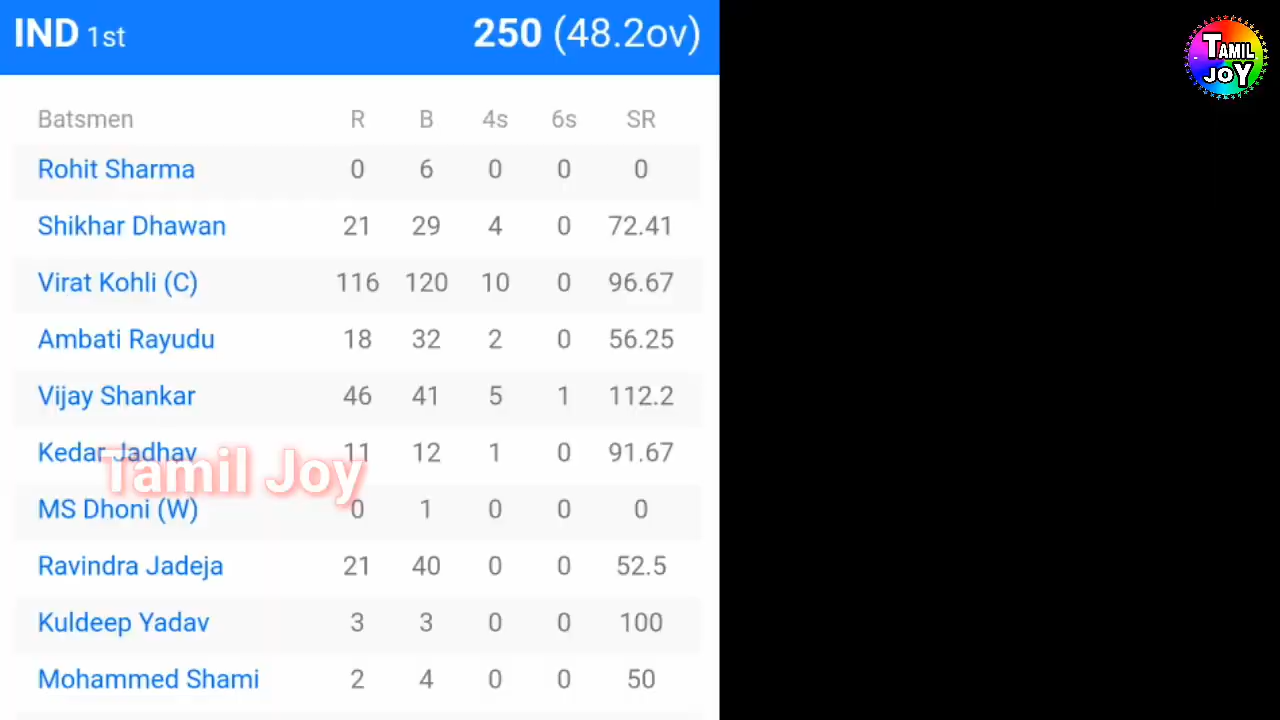 IND 1st 250 (48.2ov)
TAMIL
JOY
Batsmen R B 4s 6s SR
Rohit Sharma 0 6 0 0 0
Shikhar Dhawan 21 29 4 0 72.41
Virat Kohli (C) 116 120 10 0 96.67
Ambati Rayudu 18 32 2 0 56.25
Vijay Shankar 46 41 5 1 112.2
Kedar Jadhav 11 12 1 0 91.67
Tamil Joy
MS Dhoni (W) 0 1 0 0 0
Ravindra Jadeja 21 40 0 0 52.5
Kuldeep Yadav 3 3 0 0 100
Mohammed Shami 2 4 0 0 50